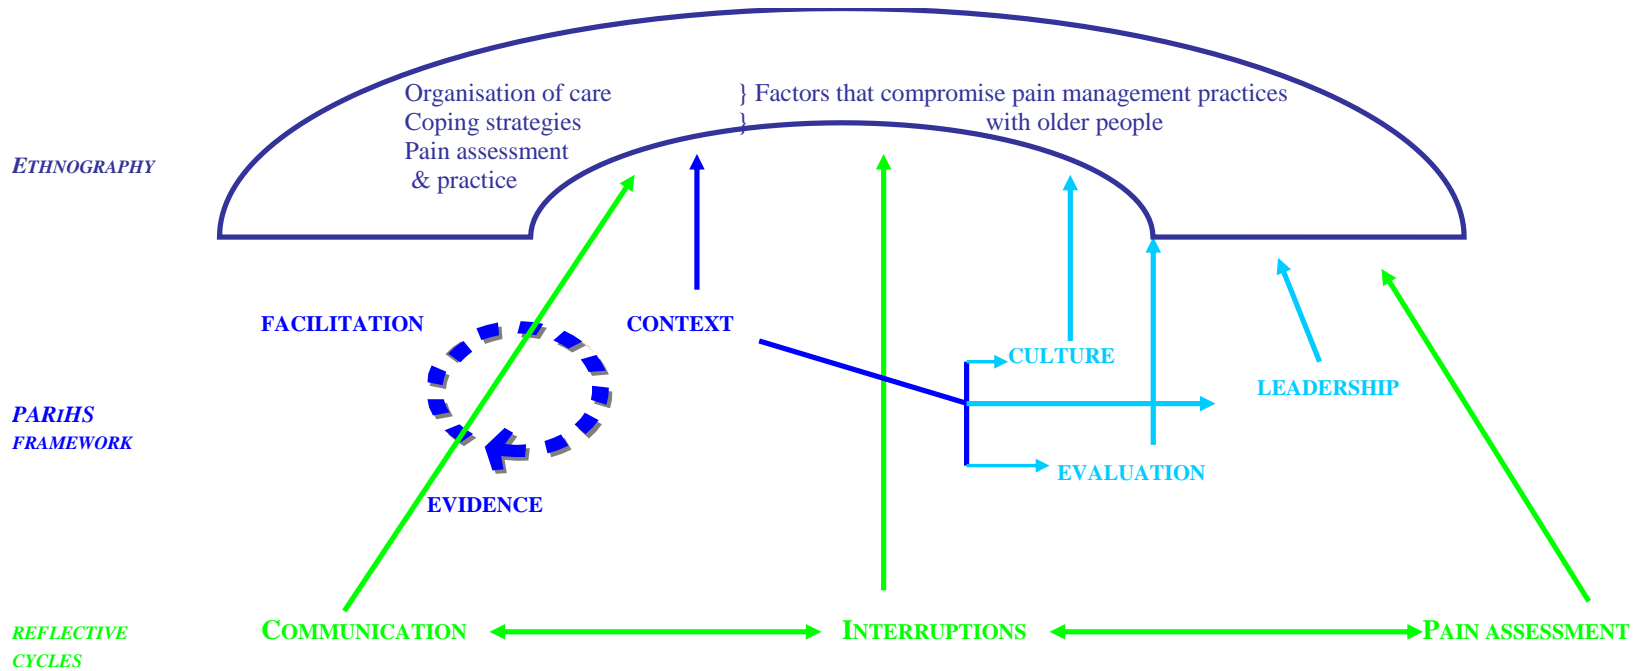 Organisation of care } Factors that compromise pain management practices
Coping strategies } with older people
ETHNOGRAPHY
Pain assessment
& practice
FACILITATION CONTEXT
CULTURE
LEADERSHIP
PARIHS
FRAMEWORK
EVALUATION
EVIDENCE
REFLECTIVE
CYCLES
COMMUNICATION INTERRUPTIONS PAIN ASSESSMENT